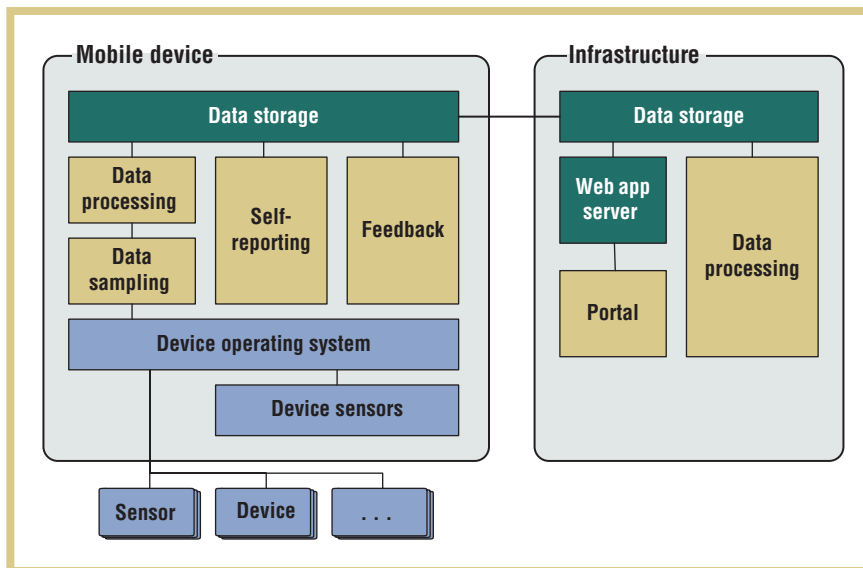 Mobile device
Infrastructure
Data storage
Data storage
Data
processing
Self-
reporting
Feedback
Web app
server
Data
processing
Data
sampling
Portal
Device operating system
Device sensors
Sensor
Device
. . .